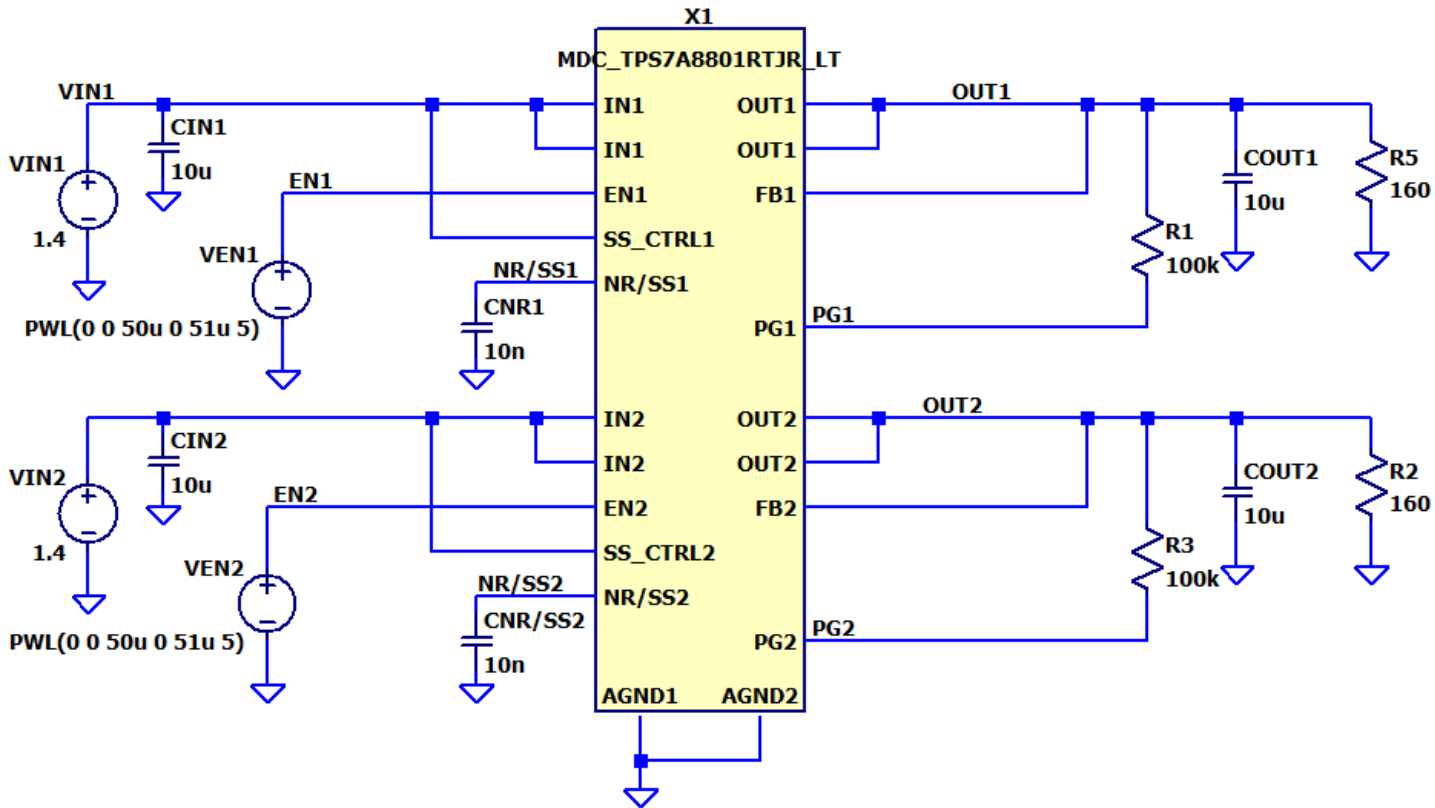 X1
MDC_TPS7A8801RTJR_LT
VIN1
IN1
OUT1
OUT1
CIN1
10u
IN1
OUT1
COUT1
10u
R5
160
VIN1
1.4
EN1
EN1
FB1
SS_CTRL1
R1
100k
VEN1
NR/SS1
NR/SS1
CNR1
10n
PWL(0 0 50u 0 51u 5)
PG1
PG1
IN2
OUT2
OUT2
CIN2
10u
IN2
OUT2
COUT2
10u
R2
160
VIN2
1.4
EN2
EN2
FB2
SS_CTRL2
R3
100k
VEN2
NR/SS2
NR/SS2
CNR/SS2
10n
PWL(0 0 50u 0 51u 5)
PG2
PG2
AGND1
AGND2